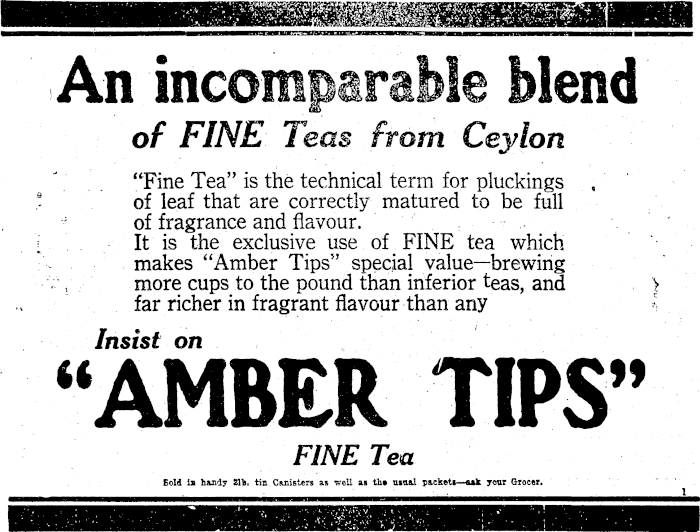 An incomparable blend
of FINE Teas from Ceylon
"Fine Tea" is the technical term for pluckings
of leaf that are correctly matured to be full
of fragrance and flavour.
It is the exclusive use of FINE tea which
makes "Amber Tips" special value—brewing
more cups to the pound than inferior teas, and
far richer in fragrant flavour than any
Insist on
"AMBER TIPS"
FINE Tea
Sold in handy 2lb. tin Canisters as well as the usual packets—ask your Grocer.
1